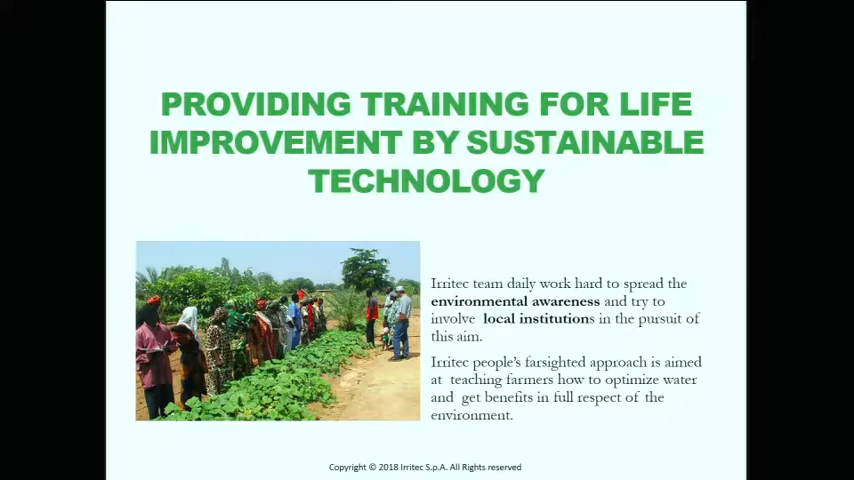 PROVIDING TRAINING FOR LIFE
IMPROVEMENT BY SUSTAINABLE
TECHNOLOGY
Irritec team daily work hard to spread the
environmental awareness and try to
involve local institutions in the pursuit of
this aim.
Irritec people's farsighted approach is aimed
at teaching farmers how to optimize water
and get benefits in full respect of the
environment.
Copyright © 2018 Irritec S.p.A. All Rights reserved